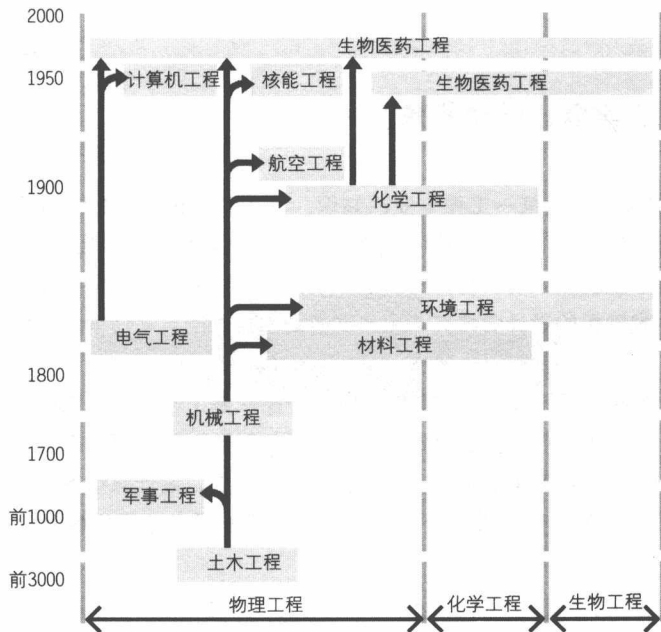 2000
生物医药工程
1950
计算机工程
核能工程
生物医药工程
航空工程
1900
化学工程
环境工程
电气工程
材料工程
1800
机械工程
1700
军事工程
前1000
土木工程
前3000
物理工程
化学工程
生物工程